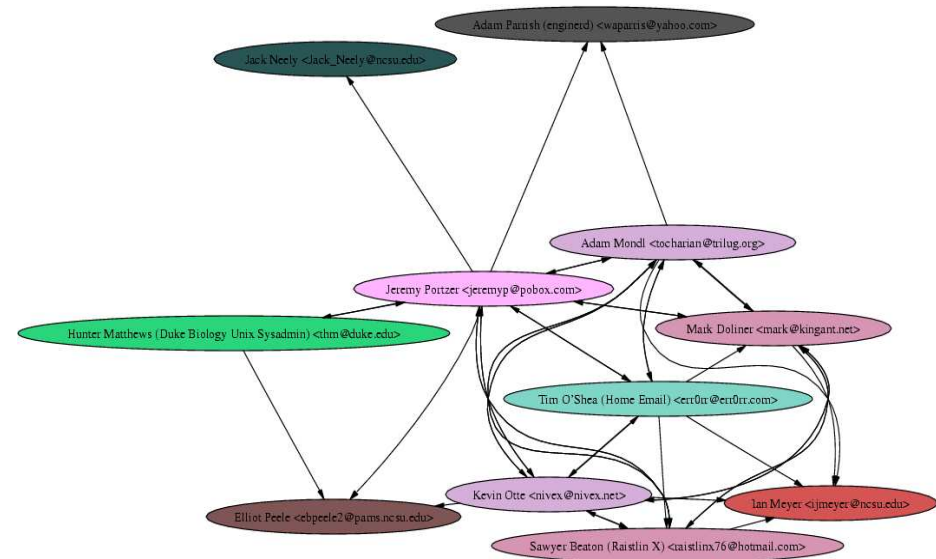 Adam Parrish (enginerd) <waparris@yahoo.com>
Jack Neely <Jack_Neely@ncsu.edu>
Adam Mondl <tocharian@trilug.org>
Jeremy Portzer <jeremyp@pobox.com>
Hunter Matthews (Duke Biology Unix Sysadmin) <thm@duke.edu>
Mark Doliner <mark@kingant.net>
Tim O'Shea (Home Email) <err0rr@err0rr.com>
Kevin Otte <nivex@nivex.net>
Ian Meyer <ijmeyer@ncsu.edu>
Elliot Peele <ebpeele2@pams.ncsu.edu>
Sawyer Beaton (Raistlin X) <raistlinx76@hotmail.com>